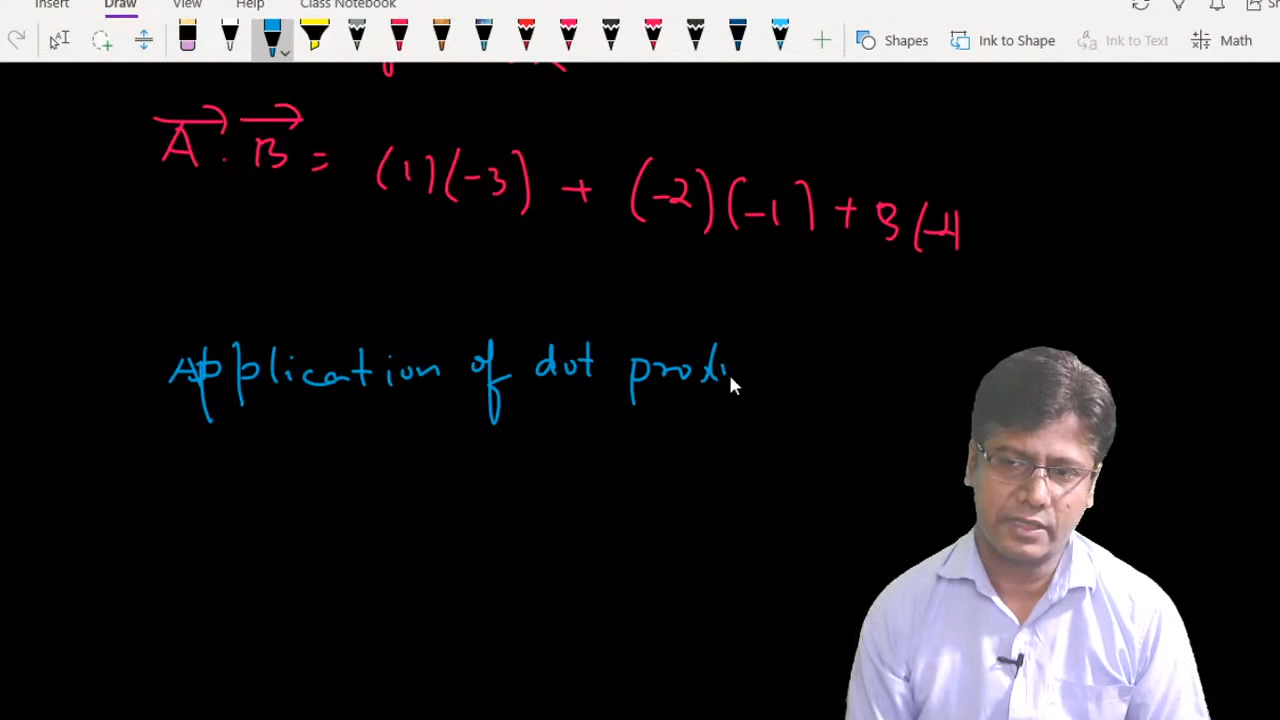 Insert Draw View Help Class Notebook
Shapes Ink to Shape Ink to Text Math
A . B = (1)(-3) + (-2)(-1) + 3(-4
Application of dot prod